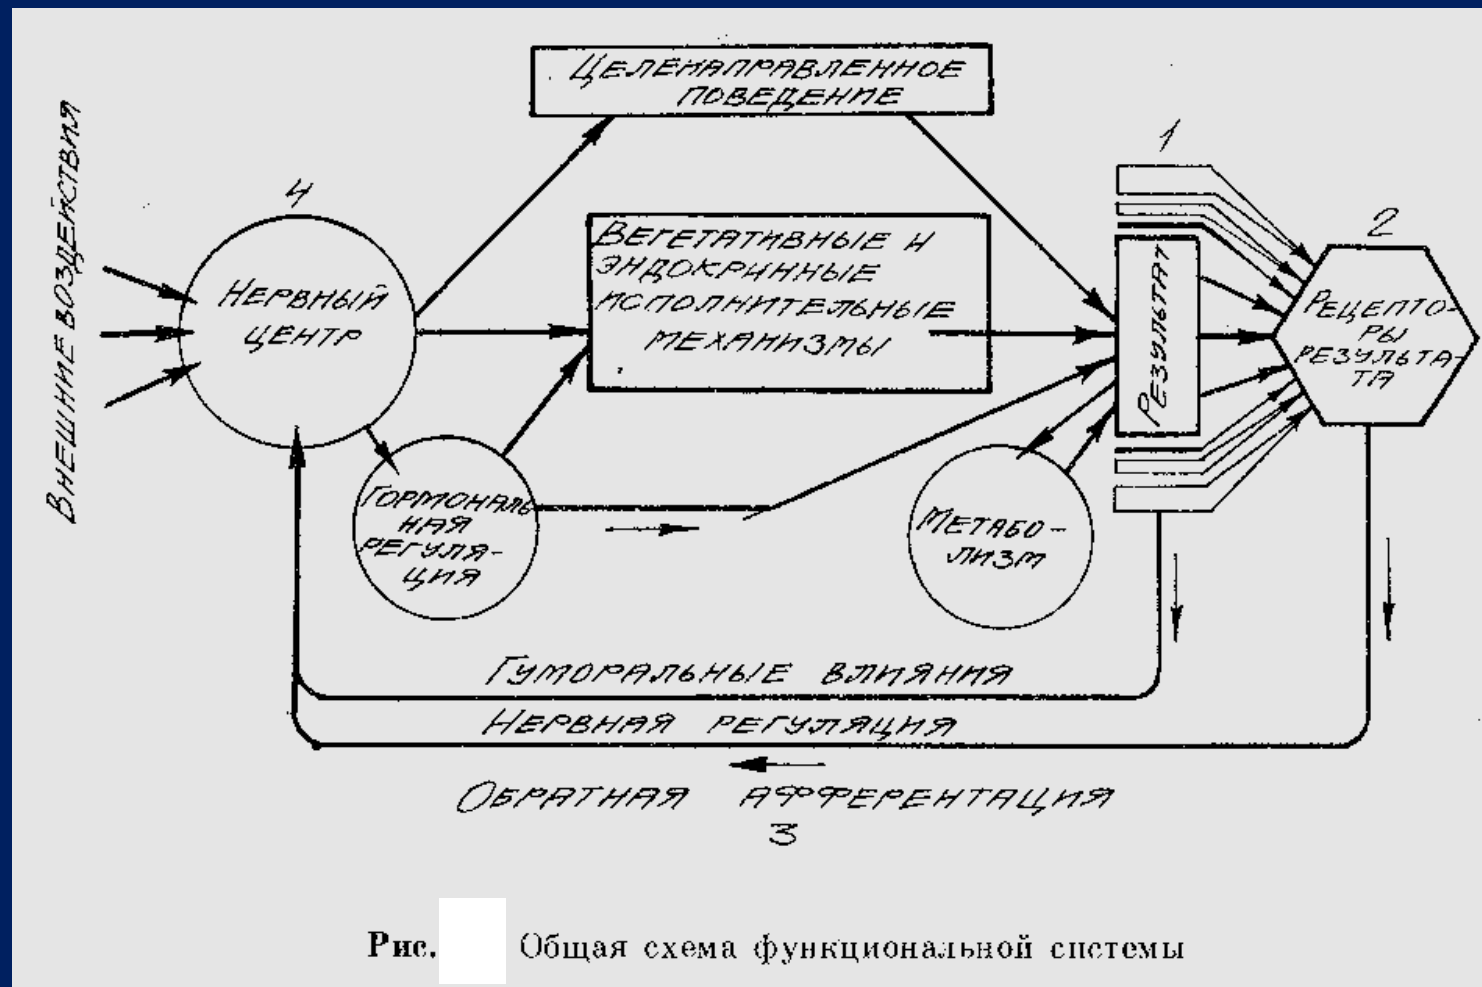 ЦЕЛЕНАПРАВЛЕННОЕ
ПОВЕДЕНИЕ
ВНЕШНИЕ ВОЗДЕЙСТВИЯ
4
НЕРВНЫЙ
ЦЕНТР
ВЕГЕТАТИВНЫЕ И
ЭНДОКРИННЫЕ
ИСПОЛНИТЕЛЬНЫЕ
МЕХАНИЗМЫ
1
РЕЗУЛЬТАТ
2
РЕЦЕПТО-
РЫ
РЕЗУЛЬТА-
ТА
ГОРМОНАЛЬ
НАЯ
РЕГУЛЯ-
ЦИЯ
МЕТАБО-
ЛИЗМ
ГУМОРАЛЬНЫЕ ВЛИЯНИЯ
НЕРВНАЯ РЕГУЛЯЦИЯ
ОБРАТНАЯ АФФЕРЕНТАЦИЯ
3
Рис. Общая схема функциональной системы